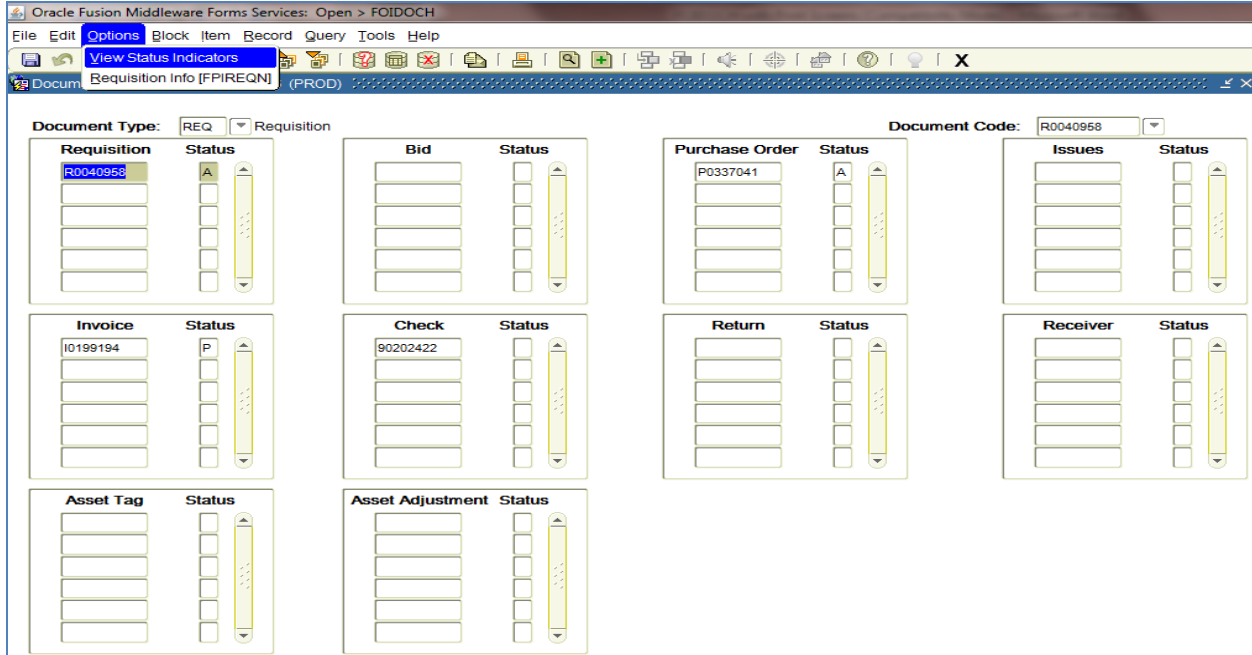 Oracle Fusion Middleware Forms Services: Open > FOIDOCH
File Edit Options Block Item Record Query Tools Help
View Status Indicators
X
Requisition Info [FPIREQN]
Docum (PROD)
Document Type: REQ Requisition Document Code: R0040958
Requisition Status Bid Status Purchase Order Status Issues Status
R0040958 A P0337041 A
Invoice Status Check Status Return Status Receiver Status
I0199194 P 90202422
Asset Tag Status Asset Adjustment Status